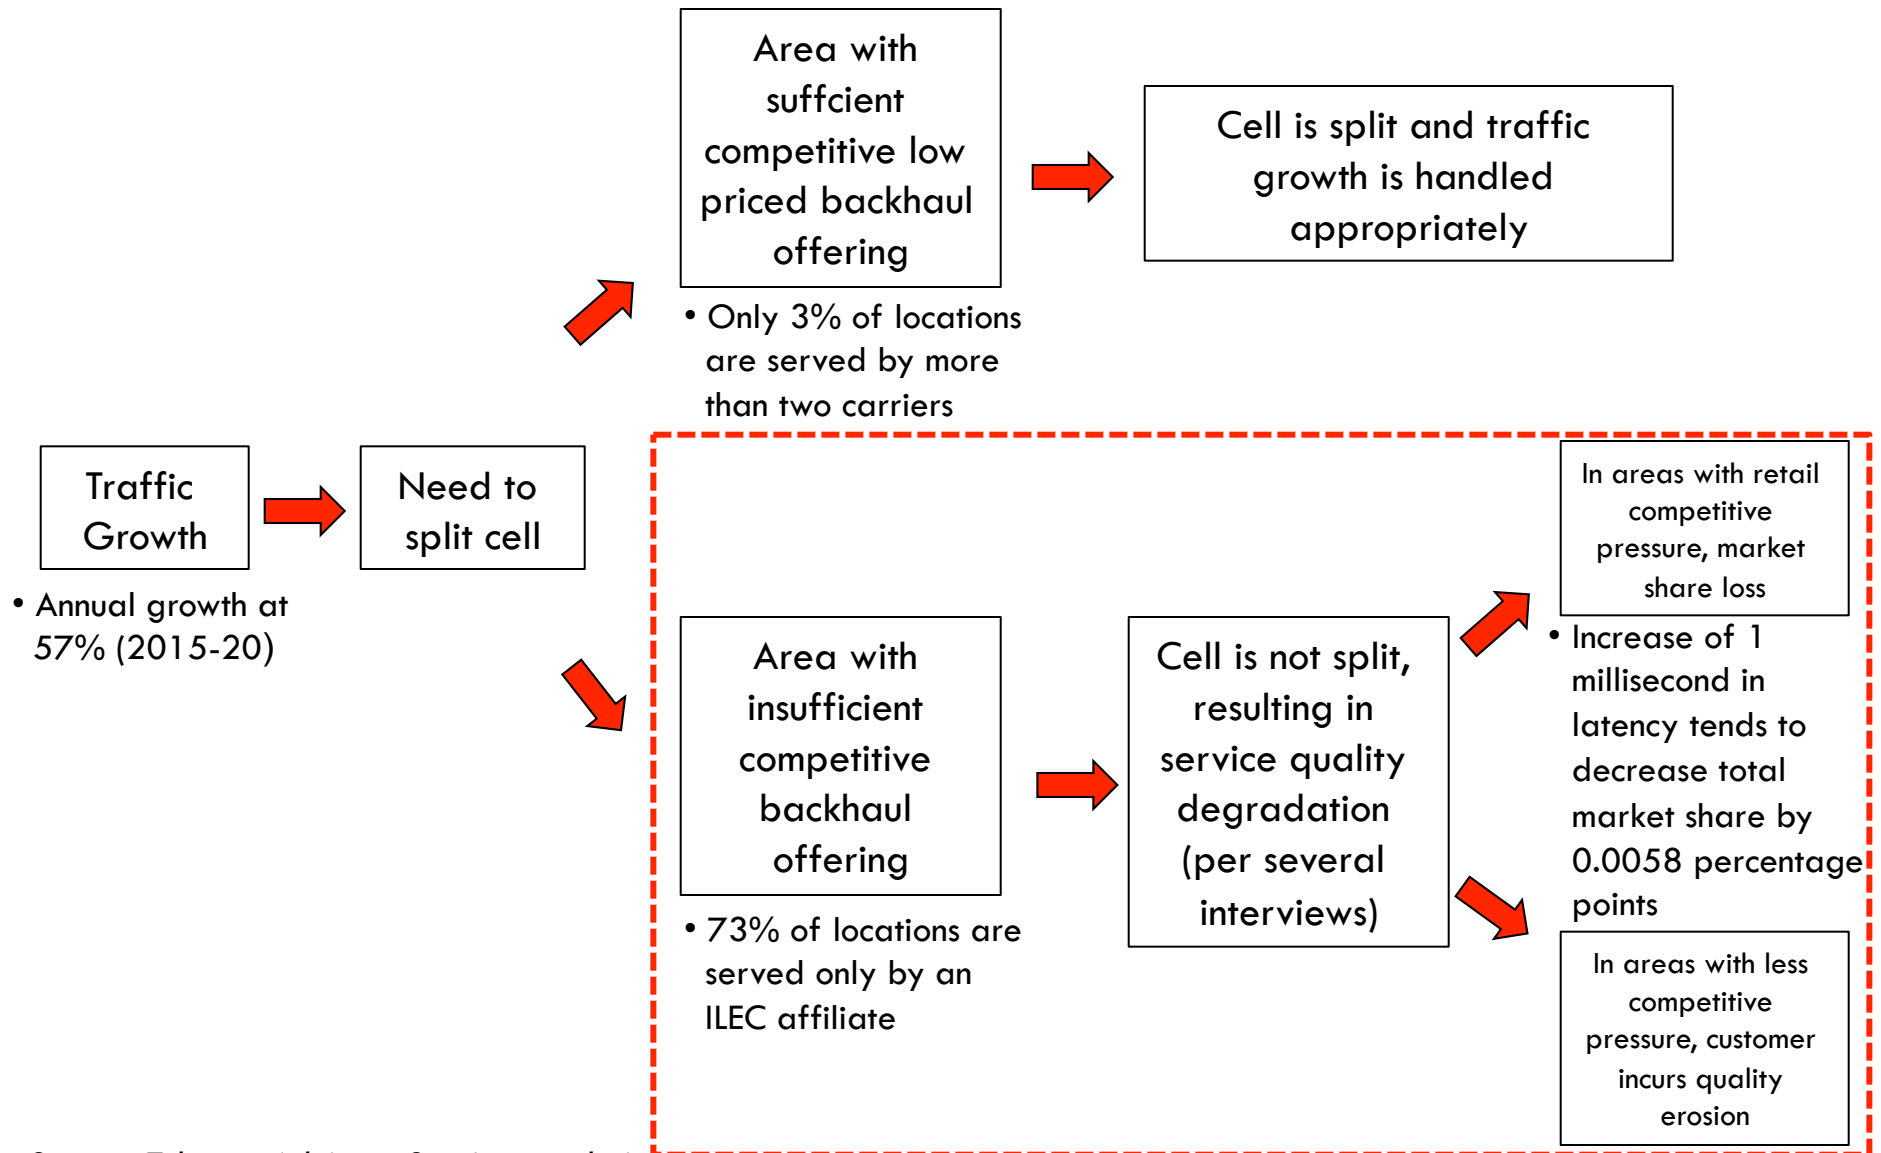 Area with
suffcient
competitive low
priced backhaul
offering
Cell is split and traffic
growth is handled
appropriately
• Only 3% of locations
are served by more
than two carriers
Traffic
Growth
Need to
split cell
• Annual growth at
57% (2015-20)
Area with
insufficient
competitive
backhaul
offering
• 73% of locations are
served only by an
ILEC affiliate
Cell is not split,
resulting in
service quality
degradation
(per several
interviews)
In areas with retail
competitive
pressure, market
share loss
• Increase of 1
millisecond in
latency tends to
decrease total
market share by
0.0058 percentage
points
In areas with less
competitive
pressure, customer
incurs quality
erosion